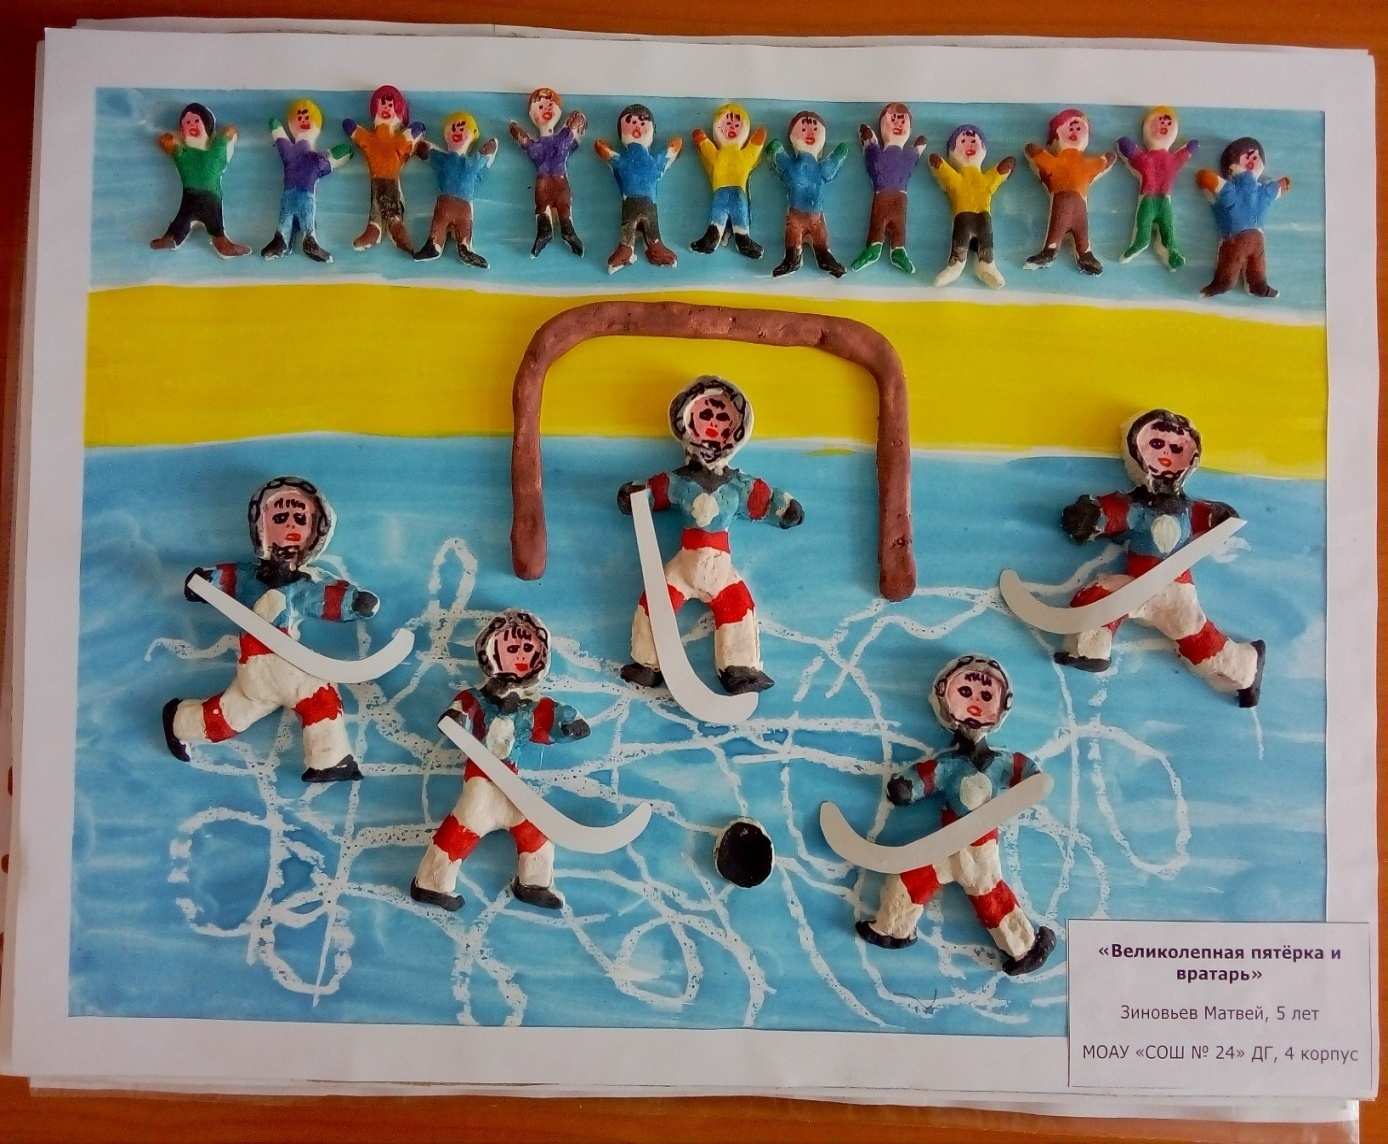 «Великолепная пятёрка и
вратарь»
Зиновьев Матвей, 5 лет
МОАУ «СОШ № 24» ДГ, 4 корпус